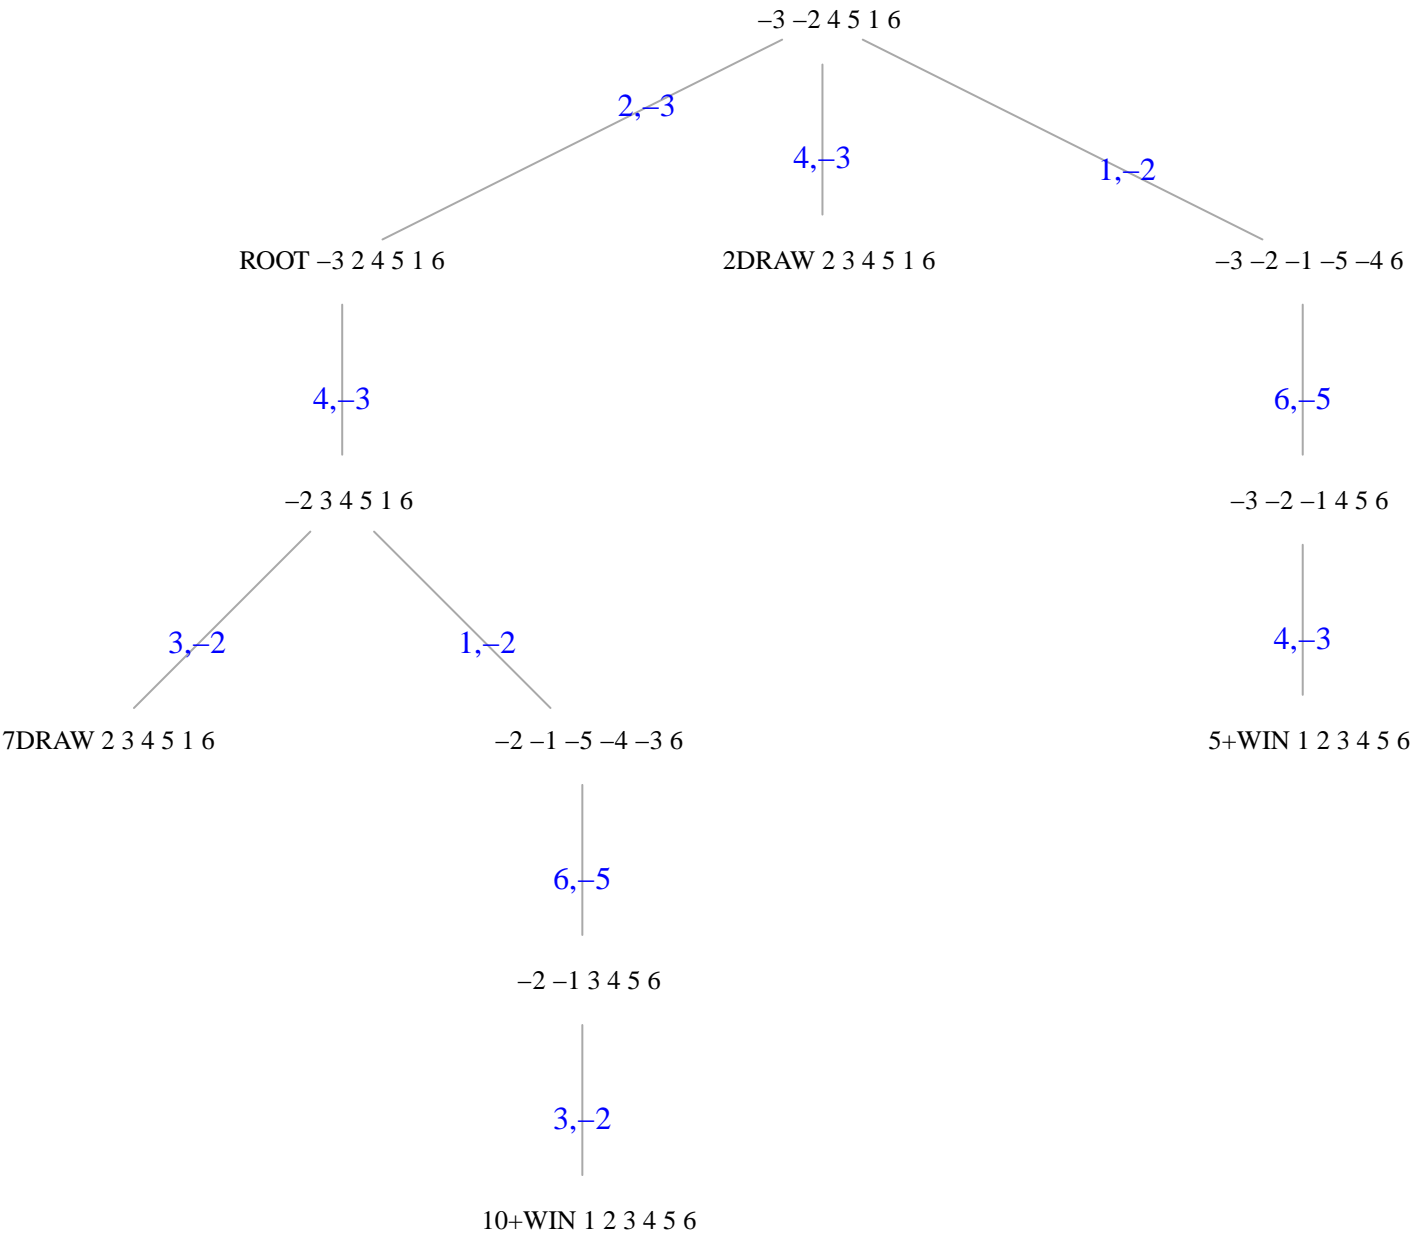 –3 –2 4 5 1 6
2,–3
4,–3
1,–2
ROOT –3 2 4 5 1 6
2DRAW 2 3 4 5 1 6
–3 –2 –1 –5 –4 6
4,–3
6,–5
–2 3 4 5 1 6
–3 –2 –1 4 5 6
3,–2
1,–2
4,–3
7DRAW 2 3 4 5 1 6
–2 –1 –5 –4 –3 6
5+WIN 1 2 3 4 5 6
6,–5
–2 –1 3 4 5 6
3,–2
10+WIN 1 2 3 4 5 6